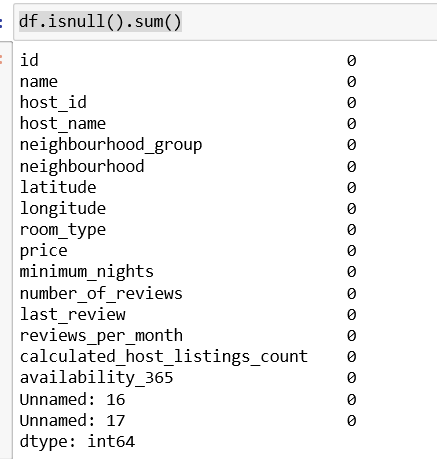 df.isnull().sum()
id 0
name 0
host_id 0
host_name 0
neighbourhood_group 0
neighbourhood 0
latitude 0
longitude 0
room_type 0
price 0
minimum_nights 0
number_of_reviews 0
last_review 0
reviews_per_month 0
calculated_host_listings_count 0
availability_365 0
Unnamed: 16 0
Unnamed: 17 0
dtype: int64